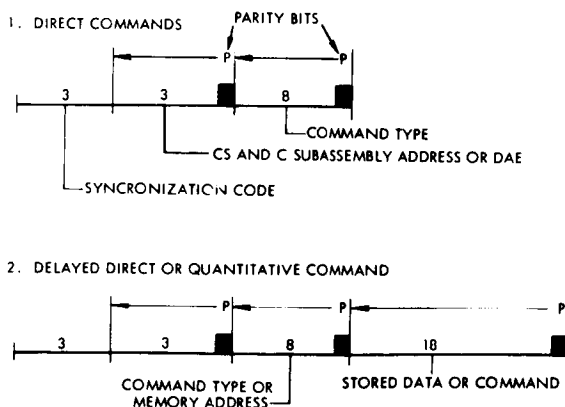 1. DIRECT COMMANDS
PARITY BITS
P P
3 3 8
COMMAND TYPE
CS AND C SUBASSEMBLY ADDRESS OR DAE
SYNCRONIZATION CODE
2. DELAYED DIRECT OR QUANTITATIVE COMMAND
P P P
3 3 8 18
COMMAND TYPE OR
MEMORY ADDRESS
STORED DATA OR COMMAND